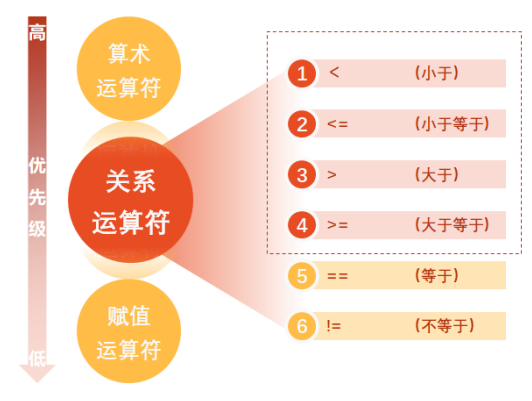 高
优
先
级
低
算术
运算符
关系
运算符
赋值
运算符
1 < (小于)
2 <= (小于等于)
3 > (大于)
4 >= (大于等于)
5 == (等于)
6 != (不等于)